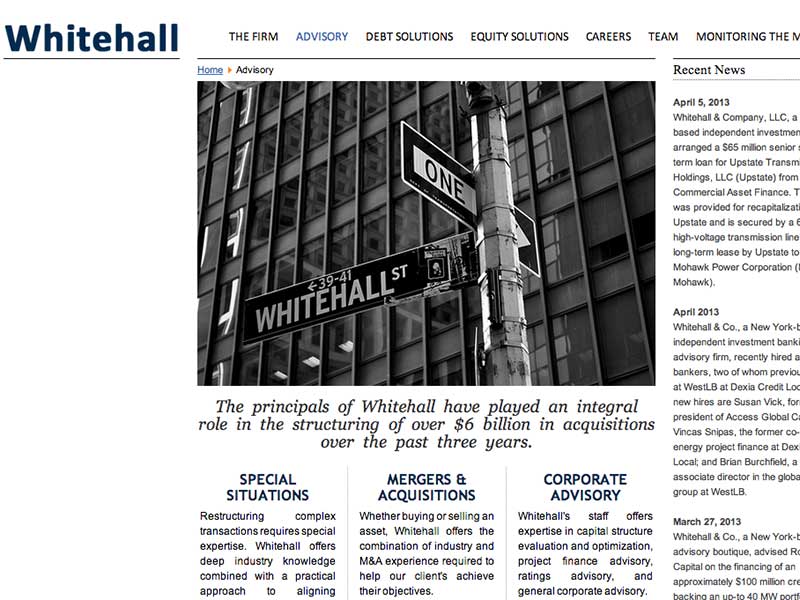 Whitehall
THE FIRM ADVISORY DEBT SOLUTIONS EQUITY SOLUTIONS CAREERS TEAM MONITORING THE M
Home Advisory
ONE
39-41
WHITEHALL ST
The principals of Whitehall have played an integral
role in the structuring of over $6 billion in acquisitions
over the past three years.
SPECIAL
SITUATIONS
Restructuring complex
transactions requires special
expertise. Whitehall offers
deep industry knowledge
combined with a practical
approach to aligning
MERGERS &
ACQUISITIONS
Whether buying or selling an
asset, Whitehall offers the
combination of industry and
M&A experience required to
help our client's achieve
their objectives.
CORPORATE
ADVISORY
Whitehall's staff offers
expertise in capital structure
evaluation and optimization,
project finance advisory,
ratings advisory, and
general corporate advisory.
Recent News
April 5, 2013
Whitehall & Company, LLC, a
based independent investmen
arranged a $65 million senior s
term loan for Upstate Transmi
Holdings, LLC (Upstate) from
Commercial Asset Finance. T
was provided for recapitalizati
Upstate and is secured by a 6
high-voltage transmission line
long-term lease by Upstate to
Mohawk Power Corporation (
Mohawk).
April 2013
Whitehall & Co., a New York-b
independent investment banki
advisory firm, recently hired a
bankers, two of whom previou
at WestLB at Dexia Credit Loc
new hires are Susan Vick, for
president of Access Global Ca
Vincas Snipas, the former co-
energy project finance at Dexi
Local; and Brian Burchfield, a
associate director in the globa
group at WestLB.
March 27, 2013
Whitehall & Co., a New York-b
advisory boutique, advised Ro
Capital on the financing of an
approximately $100 million cre
backing an up-to 40 MW portf